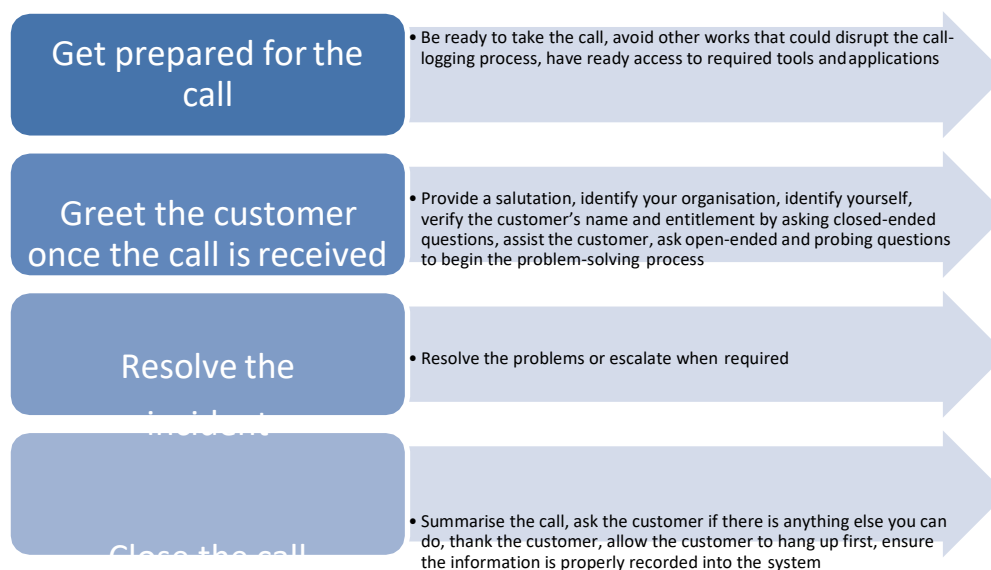 Get prepared for the
call
• Be ready to take the call, avoid other works that could disrupt the call-
logging process, have ready access to required tools and applications
Greet the customer
once the call is received
• Provide a salutation, identify your organisation, identify yourself,
verify the customer's name and entitlement by asking closed-ended
questions, assist the customer, ask open-ended and probing questions
to begin the problem-solving process
Resolve the
incident
• Resolve the problems or escalate when required
Close the call
• Summarise the call, ask the customer if there is anything else you can
do, thank the customer, allow the customer to hang up first, ensure
the information is properly recorded into the system